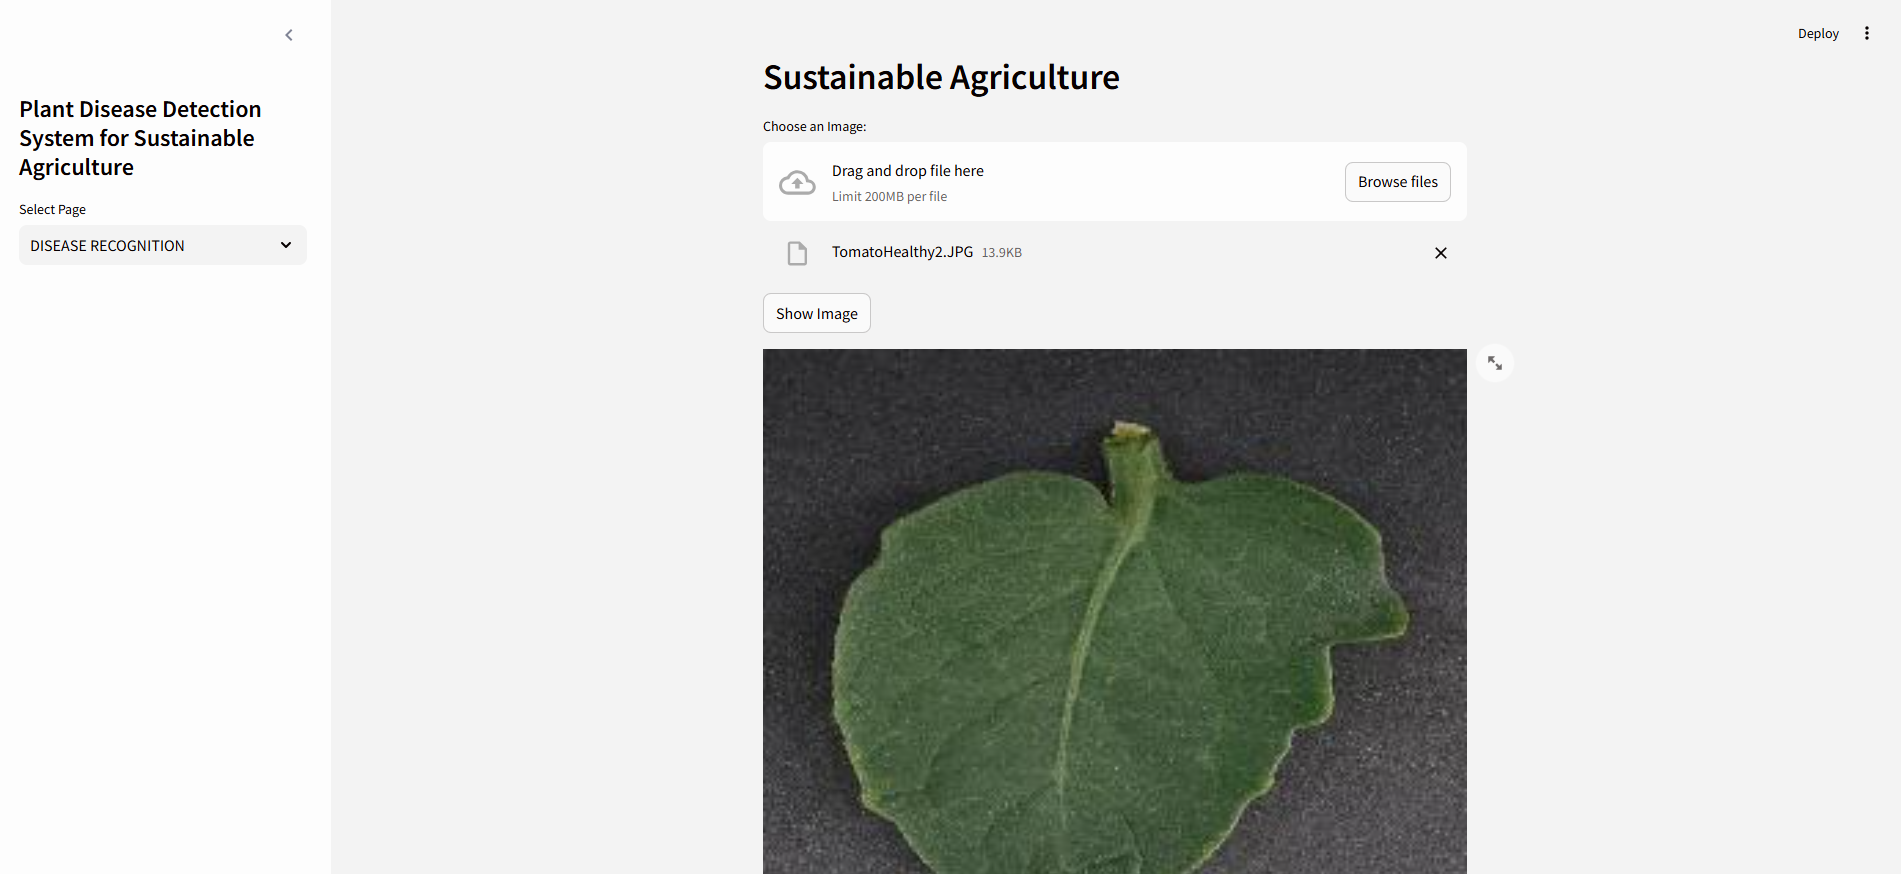 Deploy
Plant Disease Detection
System for Sustainable
Agriculture
Select Page
DISEASE RECOGNITION
Sustainable Agriculture
Choose an Image:
Drag and drop file here
Limit 200MB per file
Browse files
TomatoHealthy2.JPG 13.9KB
Show Image